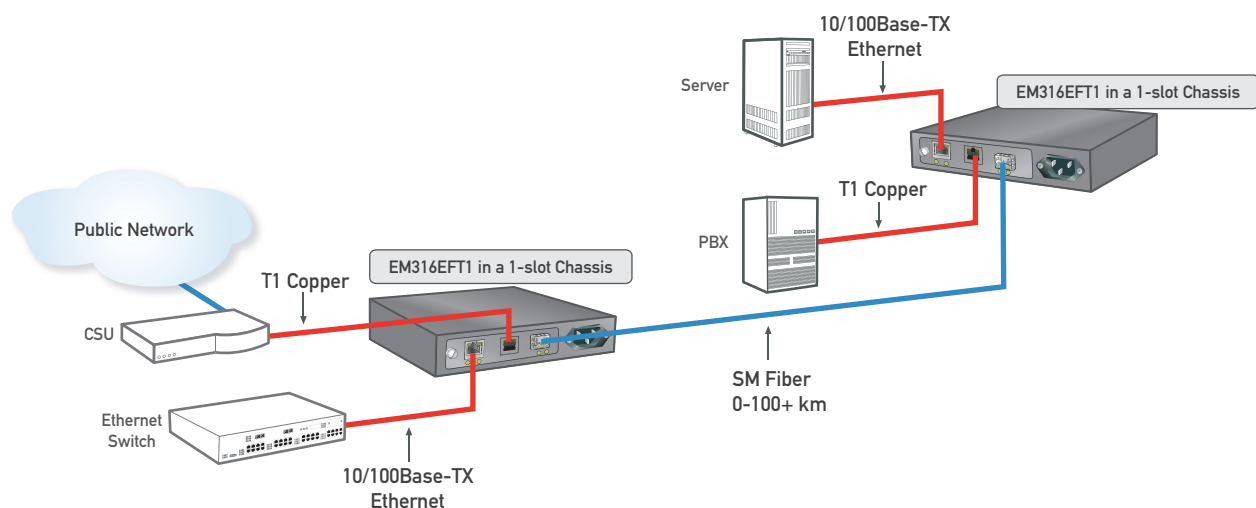 10/100Base-TX
Ethernet
Server
EM316EFT1 in a 1-slot Chassis
T1 Copper
PBX
Public Network
EM316EFT1 in a 1-slot Chassis
T1 Copper
CSU
SM Fiber
0-100+ km
Ethernet
Switch
10/100Base-TX
Ethernet